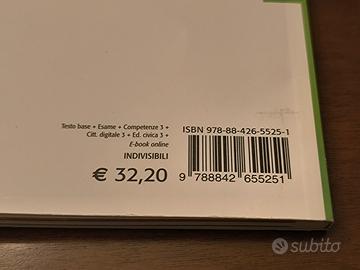 ISBN 978-88-426-5525-1
Testo base + Esame + Competenze 3 +
Citt. digitale 3 + Ed. civica 3 +
E-book online
INDIVISIBILI
€ 32,20
9 788842 655251
subito